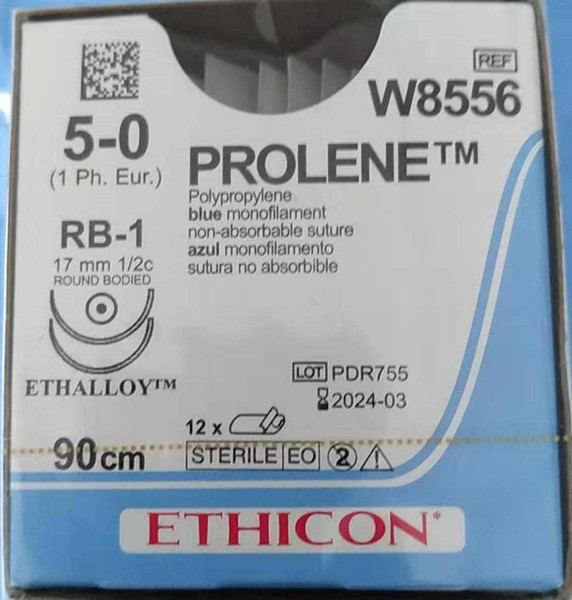 REF
W8556
5-0
(1 Ph. Eur.)
PROLENE™
Polypropylene
blue monofilament
non-absorbable suture
azul monofilamento
sutura no absorbible
RB-1
17 mm 1/2c
ROUND BODIED
ETHALLOY™
LOT PDR755
2024-03
12 x
90cm
STERILE EO 2
ETHICON*